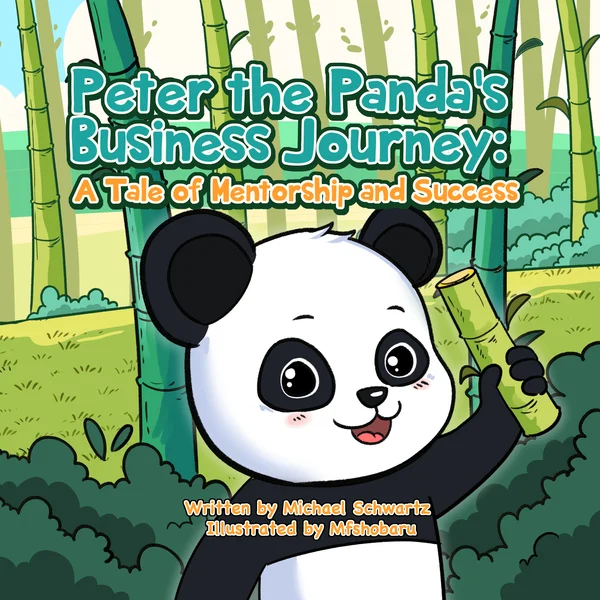 Peter the Panda's
Business Journey:
A Tale of Mentorship and Success
Written by Michael Schwartz
Illustrated by Mfshobaru